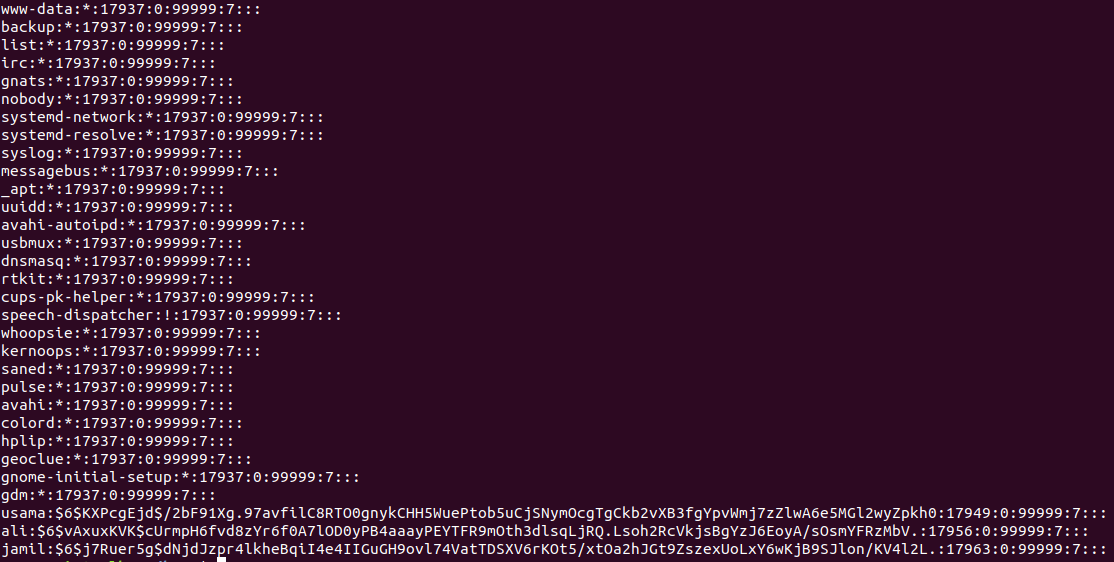 www-data:*:17937:0:99999:7:::
backup:*:17937:0:99999:7:::
list:*:17937:0:99999:7:::
irc:*:17937:0:99999:7:::
gnats:*:17937:0:99999:7:::
nobody:*:17937:0:99999:7:::
systemd-network:*:17937:0:99999:7:::
systemd-resolve:*:17937:0:99999:7:::
syslog:*:17937:0:99999:7:::
messagebus:*:17937:0:99999:7:::
_apt:*:17937:0:99999:7:::
uuidd:*:17937:0:99999:7:::
avahi-autoipd:*:17937:0:99999:7:::
usbmux:*:17937:0:99999:7:::
dnsmasq:*:17937:0:99999:7:::
rtkit:*:17937:0:99999:7:::
cups-pk-helper:*:17937:0:99999:7:::
speech-dispatcher:!:17937:0:99999:7:::
whoopsie:*:17937:0:99999:7:::
kernoops:*:17937:0:99999:7:::
saned:*:17937:0:99999:7:::
pulse:*:17937:0:99999:7:::
avahi:*:17937:0:99999:7:::
colord:*:17937:0:99999:7:::
hplip:*:17937:0:99999:7:::
geoclue:*:17937:0:99999:7:::
gnome-initial-setup:*:17937:0:99999:7:::
gdm:*:17937:0:99999:7:::
usama:$6$KXPcgEjd$/2bF91Xg.97avfilC8RTO0gnykCHH5WuePtob5uCjSNymOcgTgCkb2vXB3fgYpvWmj7zZlwA6e5MGl2wyZpkh0:17949:0:99999:7:::
ali:$6$vAxuxKVK$cUrmpH6fvd8zYr6f0A7lOD0yPB4aaayPEYTFR9mOth3dlsqLjRQ.Lsoh2RcVkjsBgYzJ6EoyA/sOsmYFRzMbV.:17956:0:99999:7:::
jamil:$6$j7Ruer5g$dNjdJzpr4lkheBqiI4e4IIGuGH9ovl74VatTDSXV6rKOt5/xtOa2hJGt9ZszexUoLxY6wKjB9SJlon/KV4l2L.:17963:0:99999:7:::